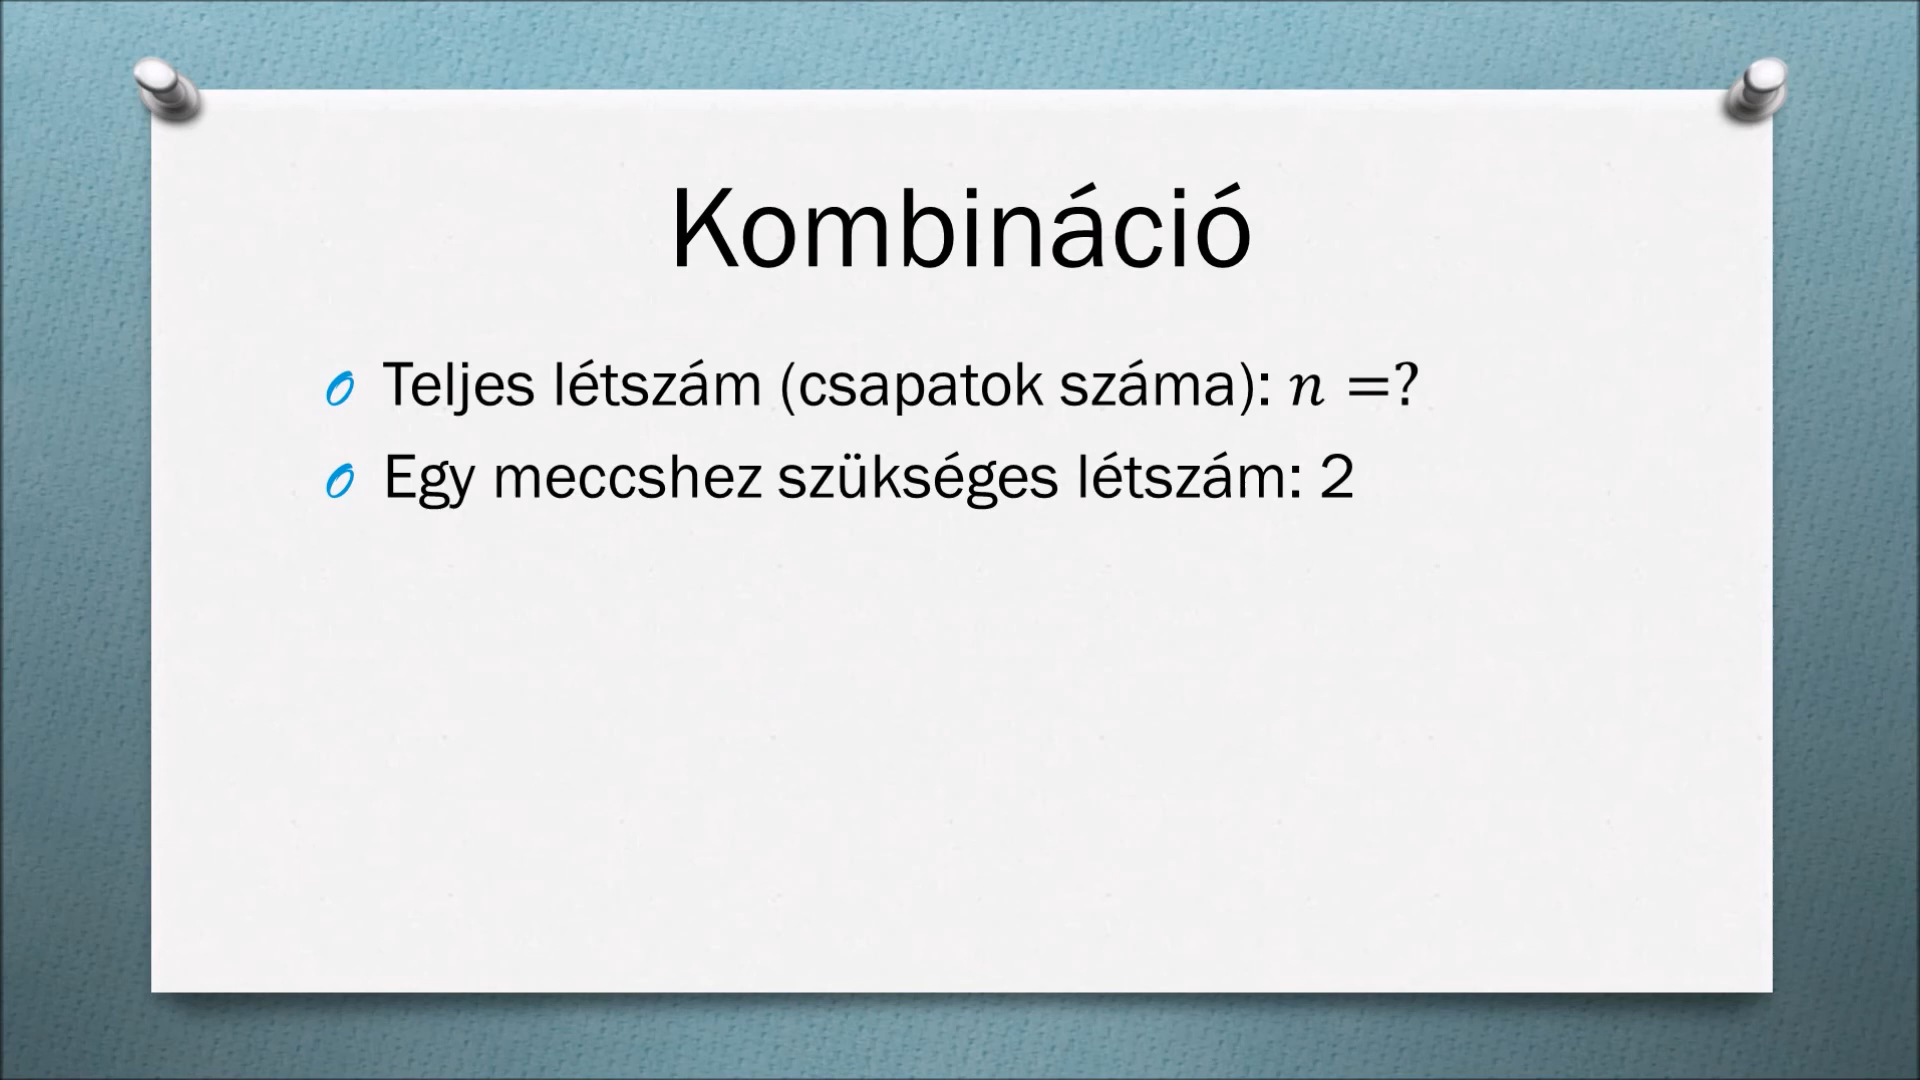 Kombináció
Teljes létszám (csapatok száma): n =?
Egy meccshez szükséges létszám: 2